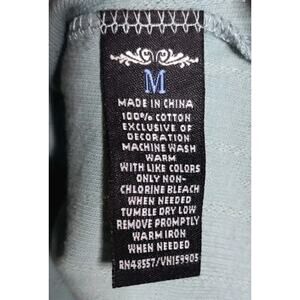 M
MADE IN CHINA
100% COTTON
EXCLUSIVE OF
DECORATION
MACHINE WASH
WARM
WITH LIKE COLORS
ONLY NON-
CHLORINE BLEACH
WHEN NEEDED
TUMBLE DRY LOW
REMOVE PROMPTLY
WARM IRON
WHEN NEEDED
RN48557/VN159905